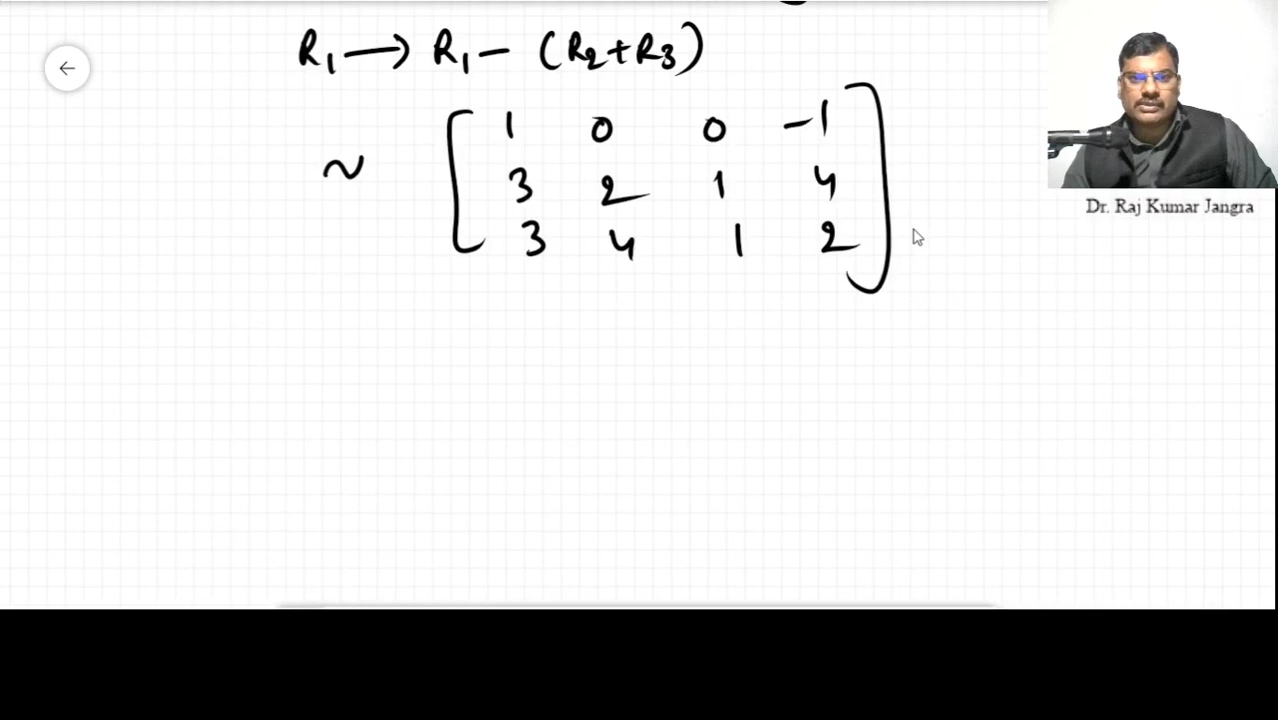 R₁ → R₁ − (R₂+R₃)
~ [ 1 0 0 −1
3 2 1 4
3 4 1 2 ]
Dr. Raj Kumar Jangra